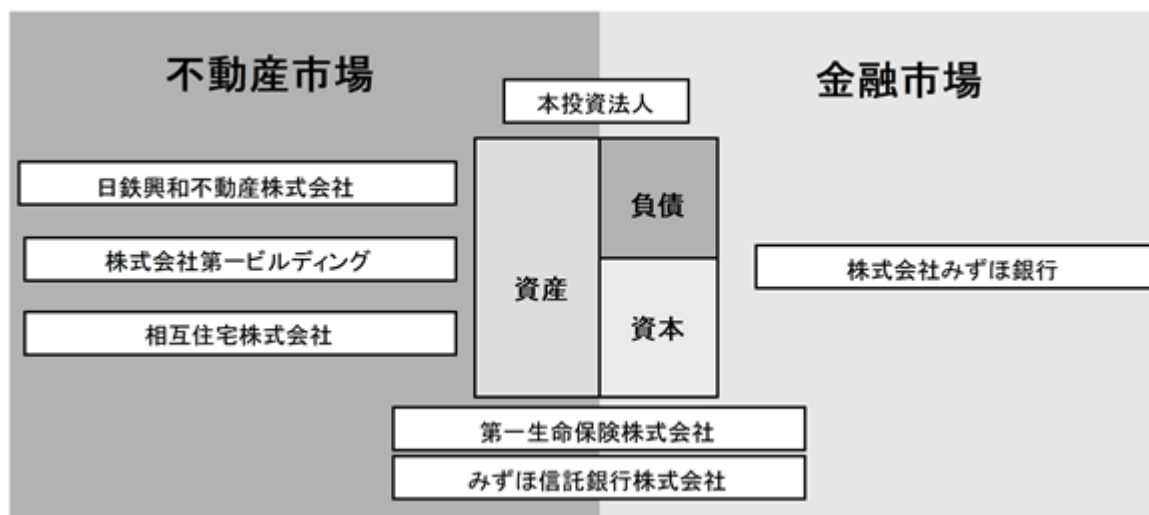 不動産市場
金融市場
本投資法人
日鉄興和不動産株式会社
株式会社第一ビルディング
相互住宅株式会社
資産
負債
資本
株式会社みずほ銀行
第一生命保険株式会社
みずほ信託銀行株式会社